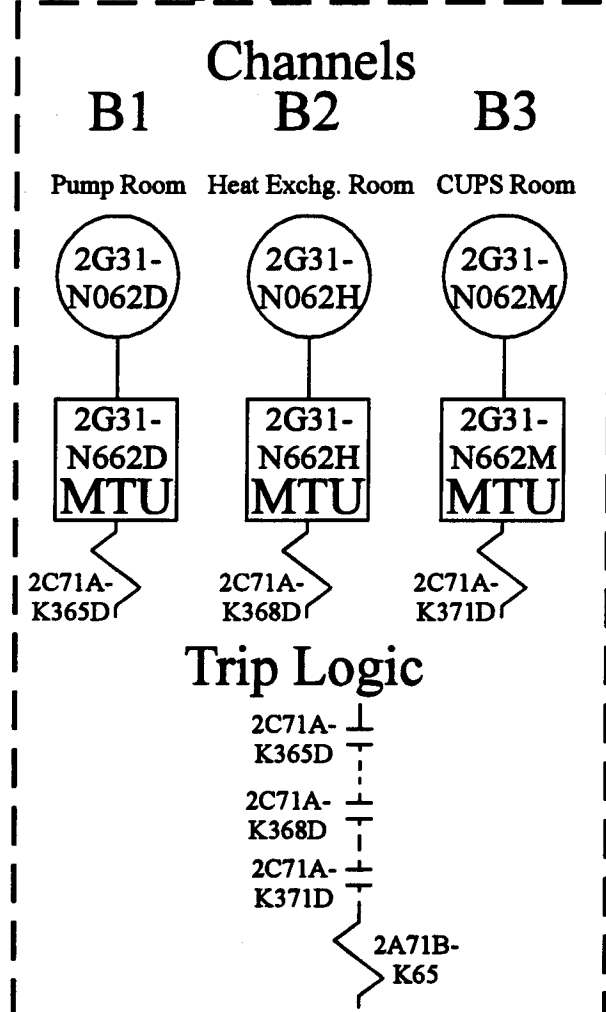 Channels
B1 B2 B3
Pump Room Heat Exchg. Room CUPS Room
2G31- 2G31- 2G31-
N062D N062H N062M
2G31- 2G31- 2G31-
N662D N662H N662M
MTU MTU MTU
2C71A- 2C71A- 2C71A-
K365D K368D K371D
Trip Logic
2C71A-
K365D
2C71A-
K368D
2C71A-
K371D
2A71B-
K65